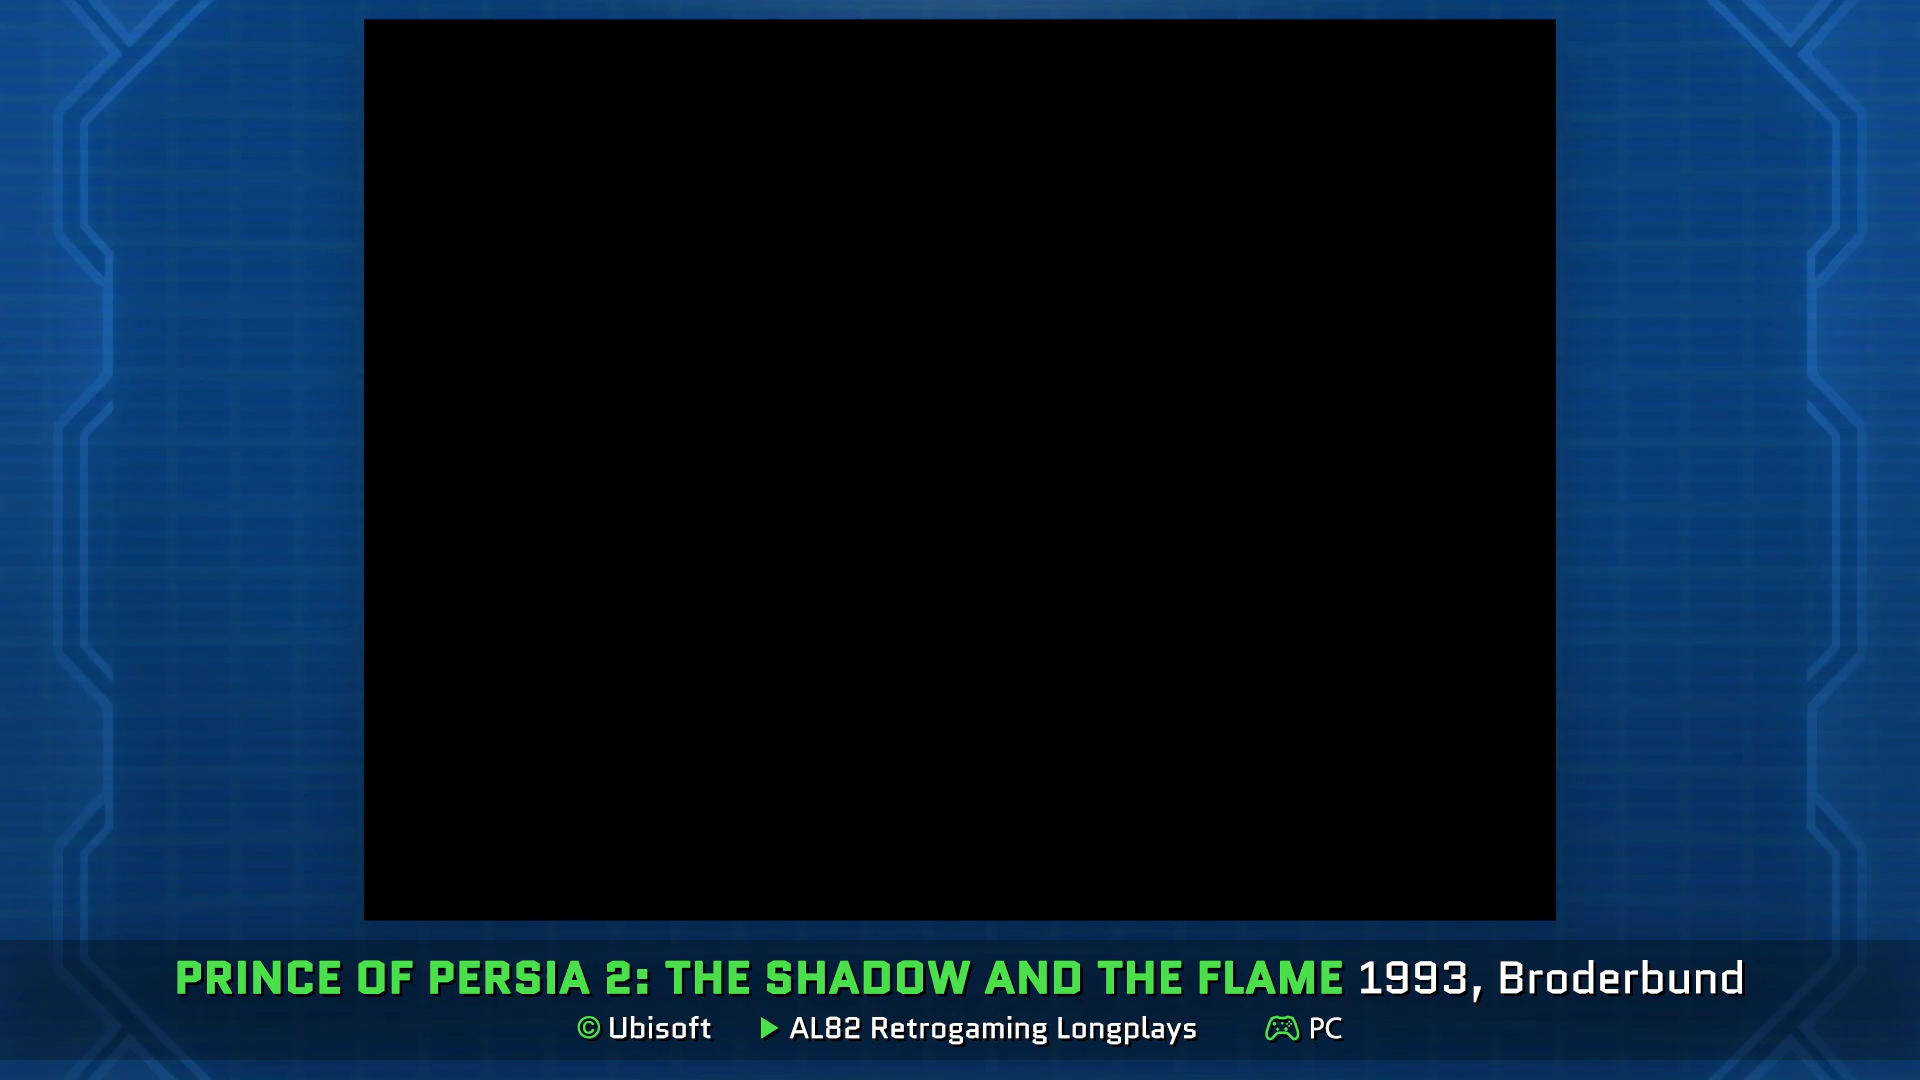 PRINCE OF PERSIA 2: THE SHADOW AND THE FLAME 1993, Broderbund
© Ubisoft AL82 Retrogaming Longplays PC